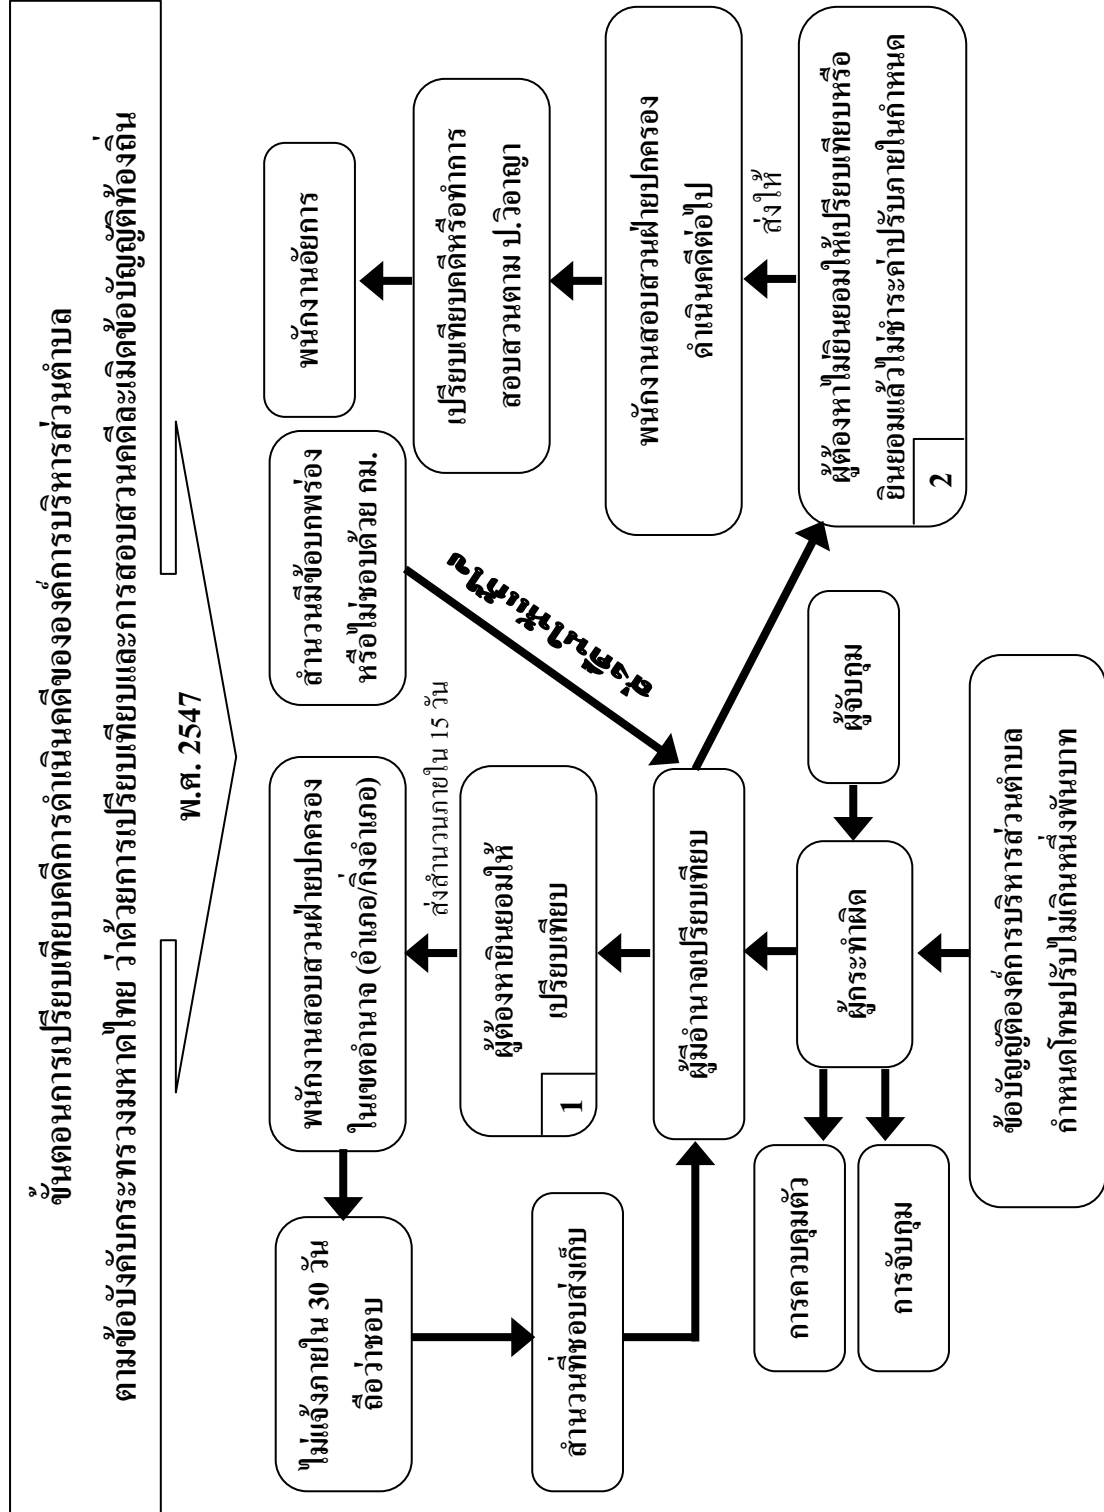 ขั้นตอนการเปรียบเทียบคดีการดำเนินคดีขององค์การบริหารส่วนตำบล
ตามข้อบังคับกระทรวงมหาดไทย ว่าด้วยการเปรียบเทียบและการสอบสวนคดีละเมิดข้อบัญญัติท้องถิ่น
พ.ศ. 2547
ไม่แจ้งภายใน 30 วัน
ถือว่าชอบ
พนักงานสอบสวนฝ่ายปกครอง
ในเขตอำนาจ (อำเภอ/กิ่งอำเภอ)
สำนวนมีข้อบกพร่อง
หรือไม่ชอบด้วย กม.
พนักงานอัยการ
ส่งสำนวนภายใน 15 วัน
ส่งคืนให้แก้ไข
เปรียบเทียบคดีหรือทำการ
สอบสวนตาม ป.วิอาญา
สำนวนที่ชอบส่งเก็บ
1
ผู้ต้องหายินยอมให้
เปรียบเทียบ
พนักงานสอบสวนฝ่ายปกครอง
ดำเนินคดีต่อไป
ผู้มีอำนาจเปรียบเทียบ
ส่งให้
การควบคุมตัว
การจับกุม
ผู้กระทำผิด
ผู้จับกุม
2
ผู้ต้องหาไม่ยินยอมให้เปรียบเทียบหรือ
ยินยอมแล้วไม่ชำระค่าปรับภายในกำหนด
ข้อบัญญัติองค์การบริหารส่วนตำบล
กำหนดโทษปรับไม่เกินหนึ่งพันบาท